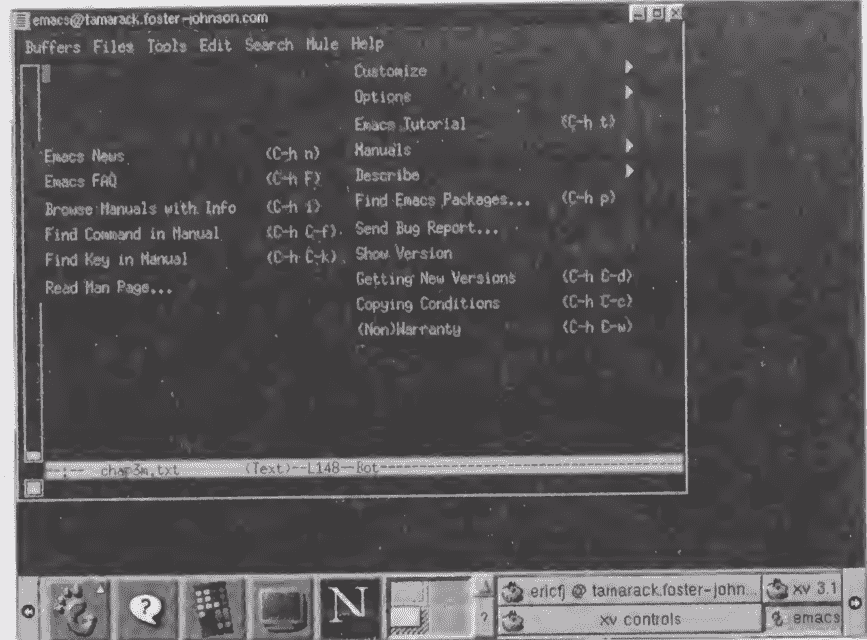 emacs@tamarack.foster-johnson.com
Buffers Files Tools Edit Search Mule Help
Customize
Options
Emacs Tutorial (C-h t)
Manuals
Describe
Find Emacs Packages... (C-h p)
Send Bug Report...
Show Version
Getting New Versions (C-h C-d)
Copying Conditions (C-h C-c)
(Non)Warranty (C-h C-w)
Emacs News (C-h n)
Emacs FAQ (C-h F)
Browse Manuals with Info (C-h i)
Find Command in Manual (C-h C-f)
Find Key in Manual (C-h C-k)
Read Man Page...
--:-- chap3m.txt (Text)--L148--Bot--------------------
?
N
?
ericfj @ tamarack.foster-john...
xv 3.1
xv controls
emacs